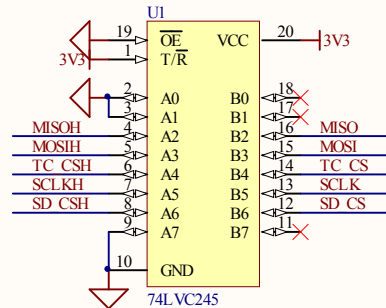 U1
19 OE VCC 20 3V3
3V3 1 T/R
2 A0 B0 18
3 A1 B1 17
MISOH 4 A2 B2 16 MISO
MOSIH 5 A3 B3 15 MOSI
TC_CSH 6 A4 B4 14 TC_CS
SCLKH 7 A5 B5 13 SCLK
SD_CSH 8 A6 B6 12 SD_CS
9 A7 B7 11
10 GND
74LVC245